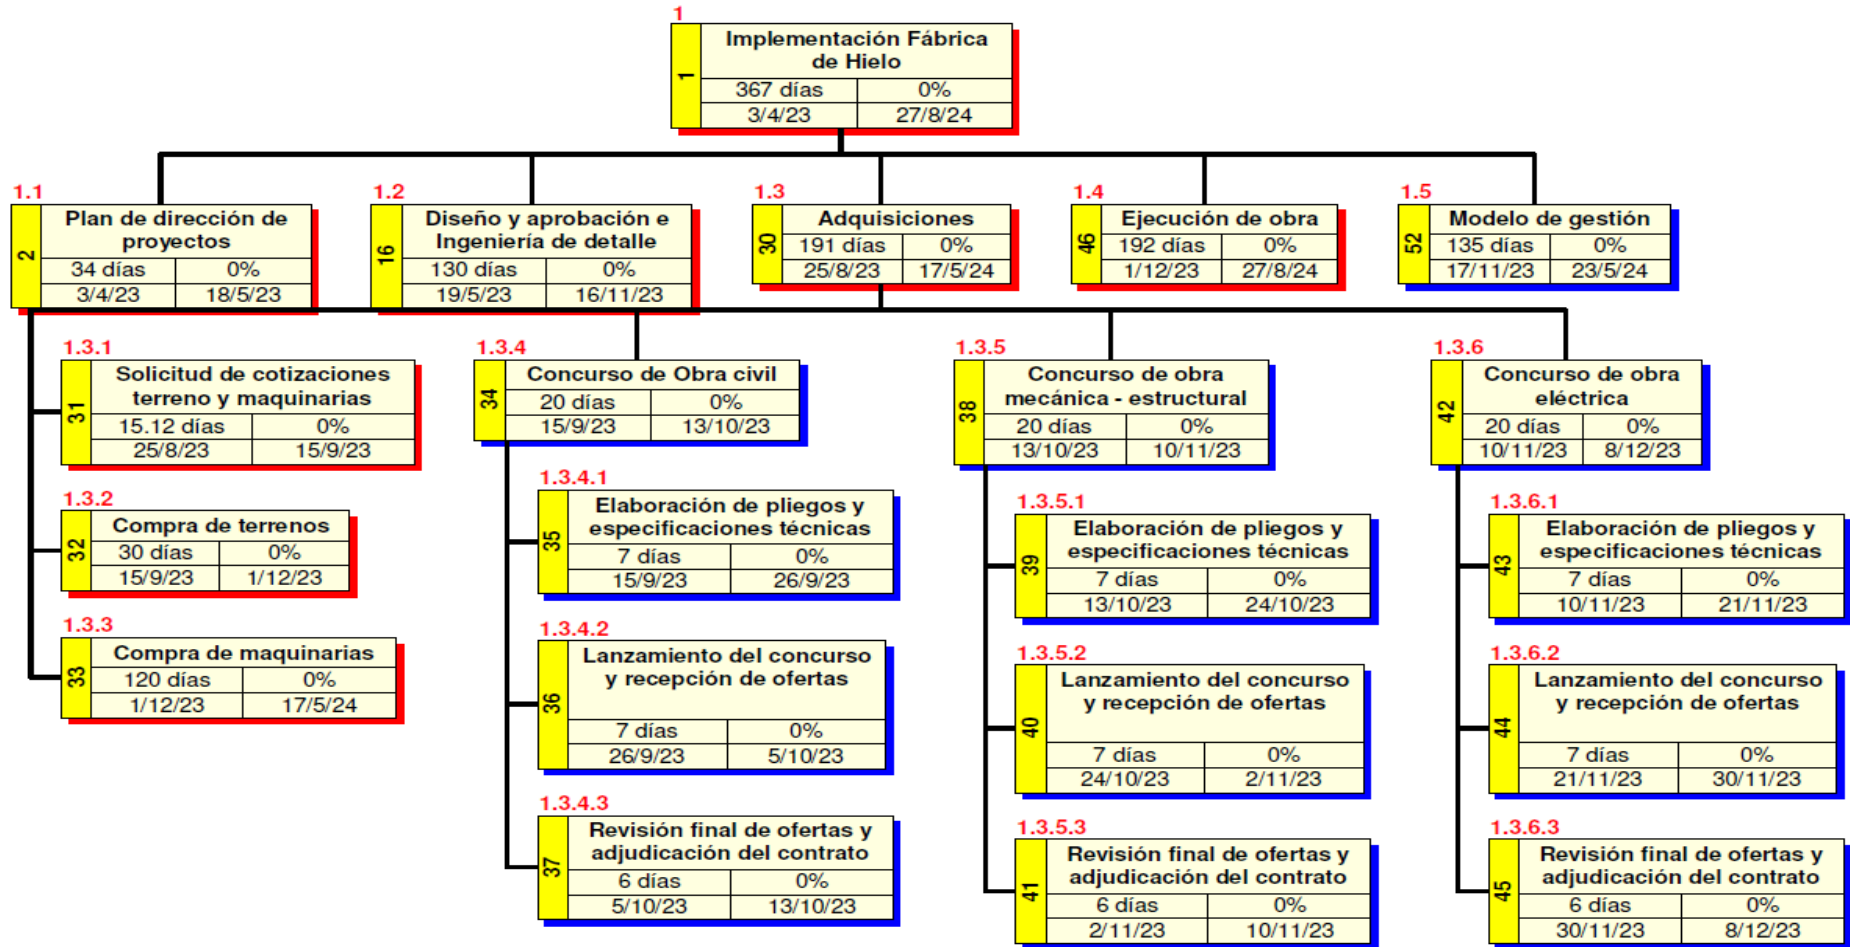 1
Implementación Fábrica
de Hielo
1
367 días 0%
3/4/23 27/8/24
1.1
Plan de dirección de
proyectos
2
34 días 0%
3/4/23 18/5/23
1.2
Diseño y aprobación e
Ingeniería de detalle
16
130 días 0%
19/5/23 16/11/23
1.3
Adquisiciones
30
191 días 0%
25/8/23 17/5/24
1.4
Ejecución de obra
46
192 días 0%
1/12/23 27/8/24
1.5
Modelo de gestión
52
135 días 0%
17/11/23 23/5/24
1.3.1
Solicitud de cotizaciones
terreno y maquinarias
31
15.12 días 0%
25/8/23 15/9/23
1.3.2
Compra de terrenos
32
30 días 0%
15/9/23 1/12/23
1.3.3
Compra de maquinarias
33
120 días 0%
1/12/23 17/5/24
1.3.4
Concurso de Obra civil
34
20 días 0%
15/9/23 13/10/23
1.3.4.1
Elaboración de pliegos y
especificaciones técnicas
35
7 días 0%
15/9/23 26/9/23
1.3.4.2
Lanzamiento del concurso
y recepción de ofertas
36
7 días 0%
26/9/23 5/10/23
1.3.4.3
Revisión final de ofertas y
adjudicación del contrato
37
6 días 0%
5/10/23 13/10/23
1.3.5
Concurso de obra
mecánica - estructural
38
20 días 0%
13/10/23 10/11/23
1.3.5.1
Elaboración de pliegos y
especificaciones técnicas
39
7 días 0%
13/10/23 24/10/23
1.3.5.2
Lanzamiento del concurso
y recepción de ofertas
40
7 días 0%
24/10/23 2/11/23
1.3.5.3
Revisión final de ofertas y
adjudicación del contrato
41
6 días 0%
2/11/23 10/11/23
1.3.6
Concurso de obra
eléctrica
42
20 días 0%
10/11/23 8/12/23
1.3.6.1
Elaboración de pliegos y
especificaciones técnicas
43
7 días 0%
10/11/23 21/11/23
1.3.6.2
Lanzamiento del concurso
y recepción de ofertas
44
7 días 0%
21/11/23 30/11/23
1.3.6.3
Revisión final de ofertas y
adjudicación del contrato
45
6 días 0%
30/11/23 8/12/23